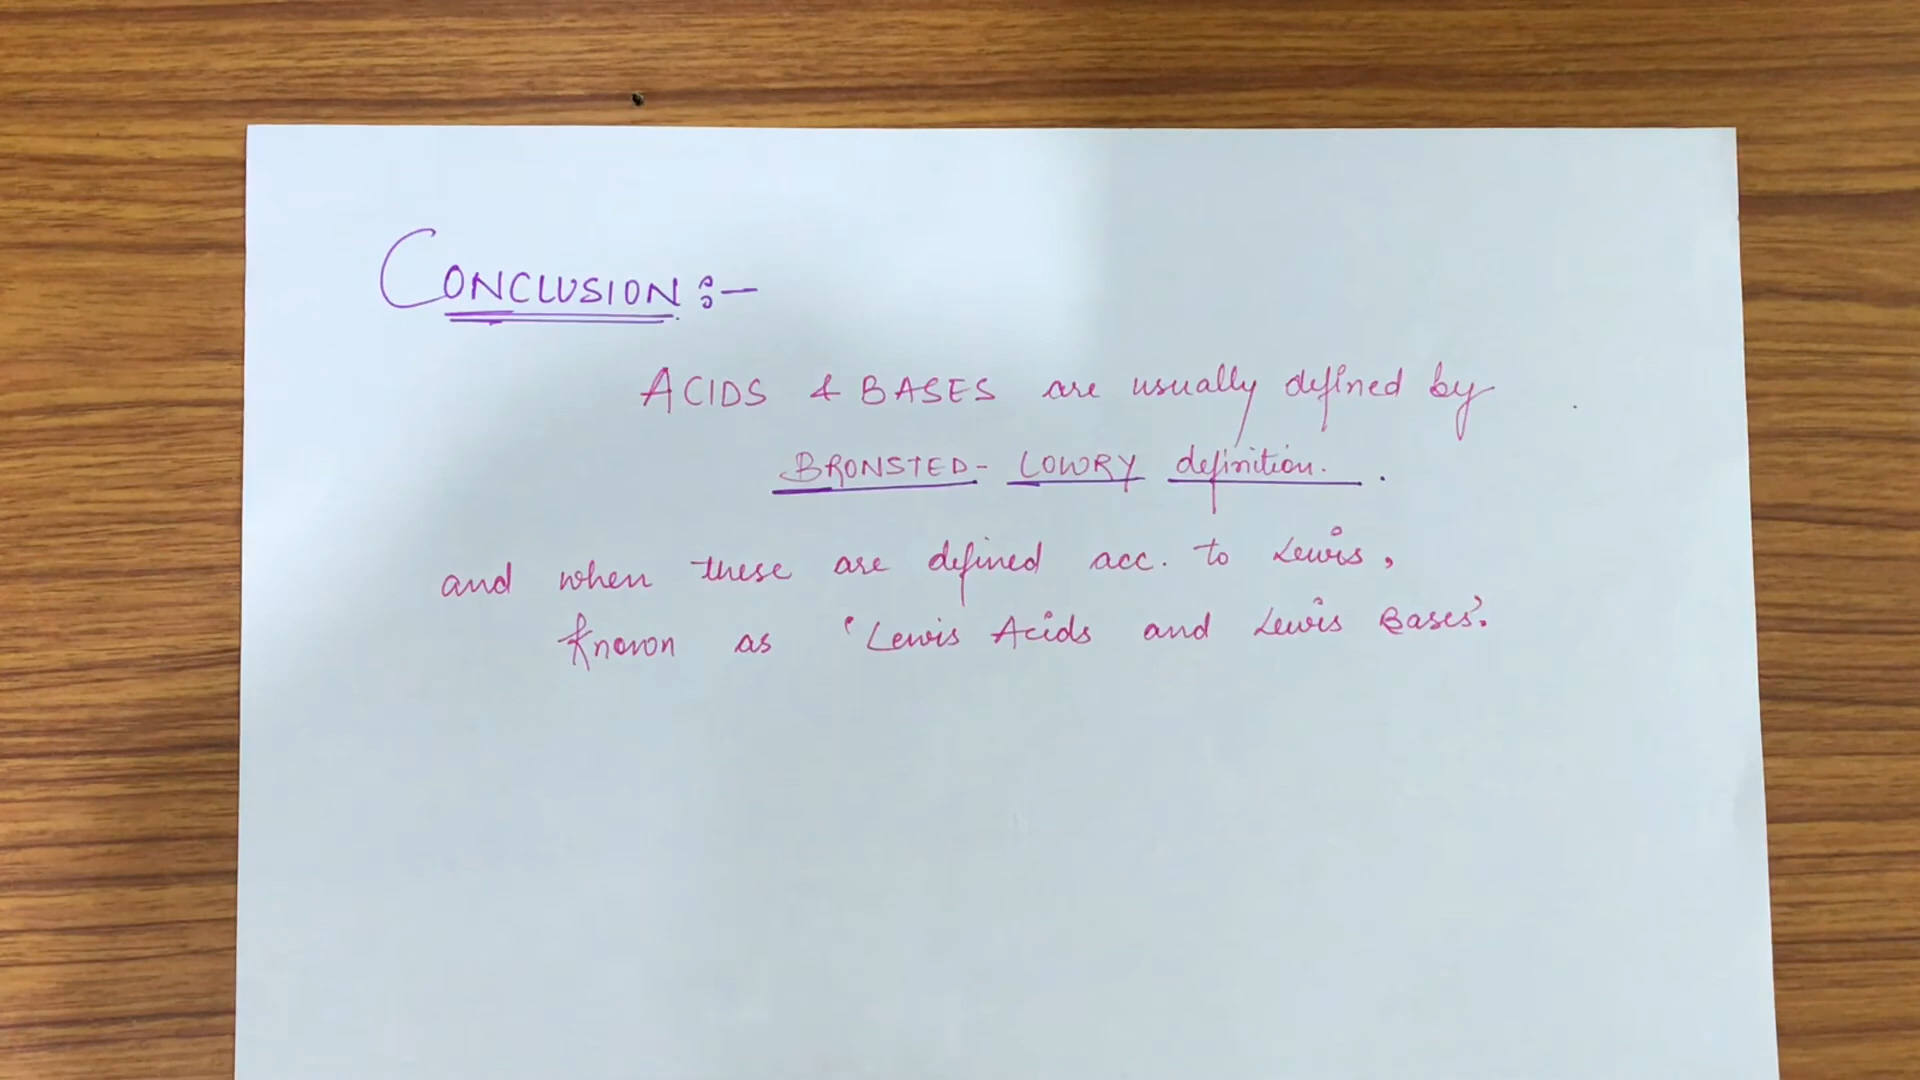 CONCLUSION :-
ACIDS & BASES are usually defined by
BRONSTED- LOWRY definition. .
and when these are defined acc. to Lewis,
Known as 'Lewis Acids and Lewis Bases'.